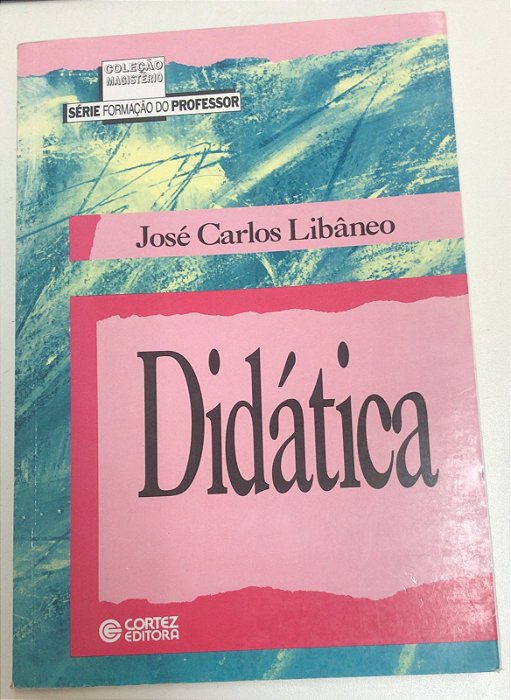 COLEÇÃO
MAGISTÉRIO
SÉRIE FORMAÇÃO DO PROFESSOR
José Carlos Libâneo
Didática
CORTEZ
EDITORA